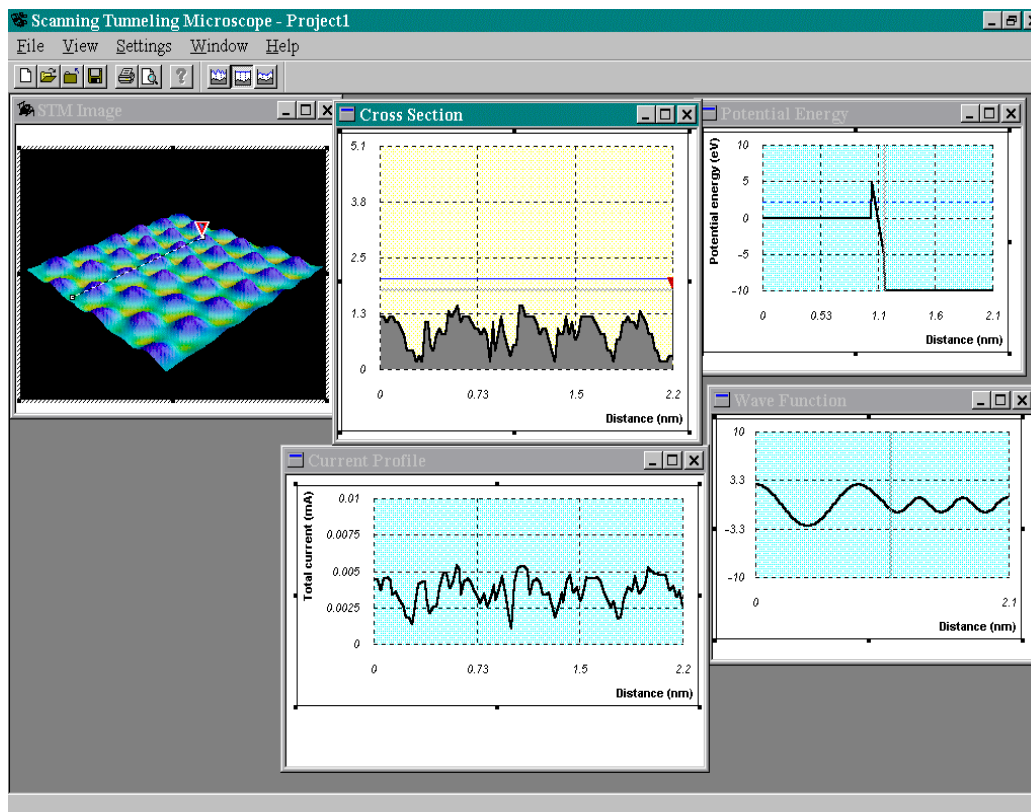 Scanning Tunneling Microscope - Project1
File View Settings Window Help
STM Image
Cross Section
5.1
3.8
2.5
1.3
0
0 0.73 1.5 2.2
Distance (nm)
Potential Energy
Potential energy (eV)
10
5
0
-5
-10
0 0.53 1.1 1.6 2.1
Distance (nm)
Wave Function
10
3.3
-3.3
-10
0 2.1
Distance (nm)
Current Profile
Total current (mA)
0.01
0.0075
0.005
0.0025
0
0 0.73 1.5 2.2
Distance (nm)